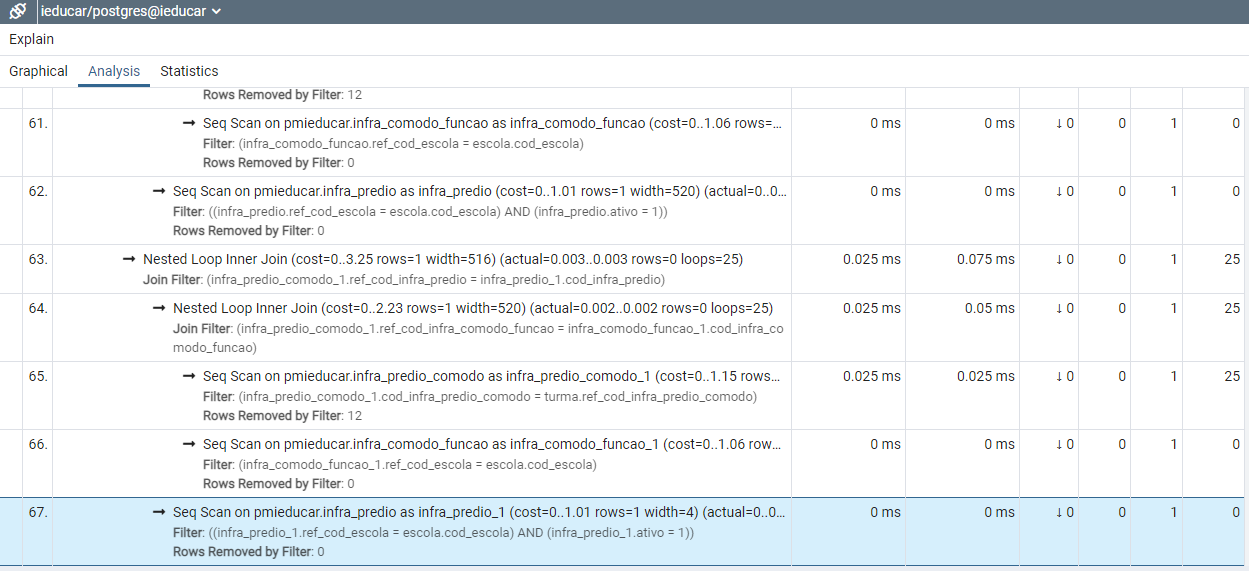 ieducar/postgres@ieducar
Explain
Graphical Analysis Statistics
Rows Removed by Filter: 12
61. → Seq Scan on pmieducar.infra_comodo_funcao as infra_comodo_funcao (cost=0..1.06 rows=... 0 ms 0 ms ↓ 0 0 1 0
Filter: (infra_comodo_funcao.ref_cod_escola = escola.cod_escola)
Rows Removed by Filter: 0
62. → Seq Scan on pmieducar.infra_predio as infra_predio (cost=0..1.01 rows=1 width=520) (actual=0..0... 0 ms 0 ms ↓ 0 0 1 0
Filter: ((infra_predio.ref_cod_escola = escola.cod_escola) AND (infra_predio.ativo = 1))
Rows Removed by Filter: 0
63. → Nested Loop Inner Join (cost=0..3.25 rows=1 width=516) (actual=0.003..0.003 rows=0 loops=25) 0.025 ms 0.075 ms ↓ 0 0 1 25
Join Filter: (infra_predio_comodo_1.ref_cod_infra_predio = infra_predio_1.cod_infra_predio)
64. → Nested Loop Inner Join (cost=0..2.23 rows=1 width=520) (actual=0.002..0.002 rows=0 loops=25) 0.025 ms 0.05 ms ↓ 0 0 1 25
Join Filter: (infra_predio_comodo_1.ref_cod_infra_comodo_funcao = infra_comodo_funcao_1.cod_infra_co
modo_funcao)
65. → Seq Scan on pmieducar.infra_predio_comodo as infra_predio_comodo_1 (cost=0..1.15 rows... 0.025 ms 0.025 ms ↓ 0 0 1 25
Filter: (infra_predio_comodo_1.cod_infra_predio_comodo = turma.ref_cod_infra_predio_comodo)
Rows Removed by Filter: 12
66. → Seq Scan on pmieducar.infra_comodo_funcao as infra_comodo_funcao_1 (cost=0..1.06 row... 0 ms 0 ms ↓ 0 0 1 0
Filter: (infra_comodo_funcao_1.ref_cod_escola = escola.cod_escola)
Rows Removed by Filter: 0
67. → Seq Scan on pmieducar.infra_predio as infra_predio_1 (cost=0..1.01 rows=1 width=4) (actual=0..0... 0 ms 0 ms ↓ 0 0 1 0
Filter: ((infra_predio_1.ref_cod_escola = escola.cod_escola) AND (infra_predio_1.ativo = 1))
Rows Removed by Filter: 0